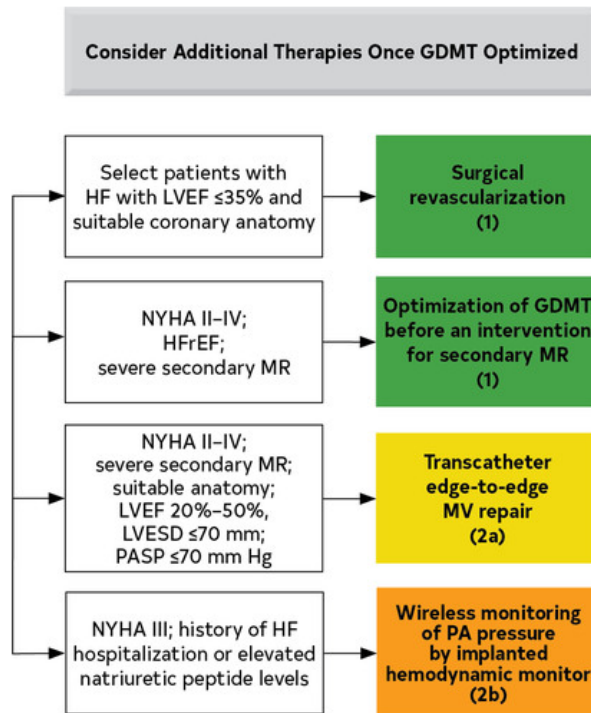 Consider Additional Therapies Once GDMT Optimized
Select patients with
HF with LVEF ≤35% and
suitable coronary anatomy
Surgical
revascularization
(1)
NYHA II–IV;
HFrEF;
severe secondary MR
Optimization of GDMT
before an intervention
for secondary MR
(1)
NYHA II–IV;
severe secondary MR;
suitable anatomy;
LVEF 20%–50%,
LVESD ≤70 mm;
PASP ≤70 mm Hg
Transcatheter
edge-to-edge
MV repair
(2a)
NYHA III; history of HF
hospitalization or elevated
natriuretic peptide levels
Wireless monitoring
of PA pressure
by implanted
hemodynamic monitor
(2b)